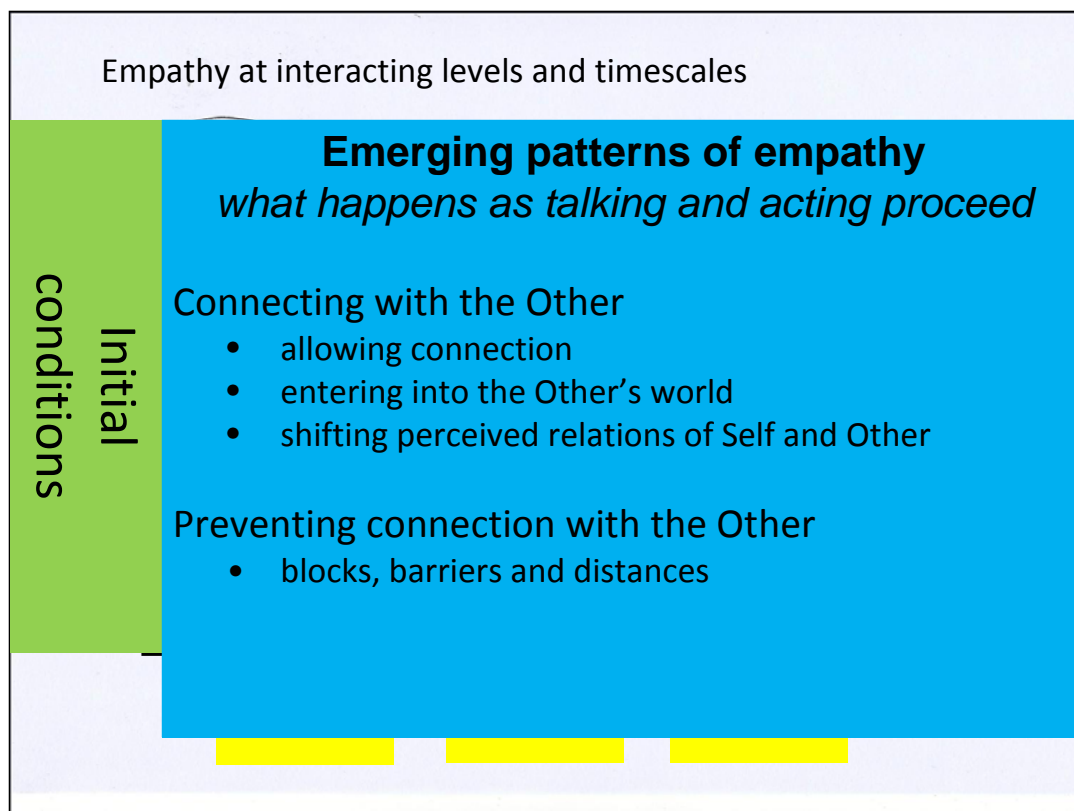 Empathy at interacting levels and timescales
Initial
conditions
Emerging patterns of empathy
what happens as talking and acting proceed
Connecting with the Other
• allowing connection
• entering into the Other’s world
• shifting perceived relations of Self and Other
Preventing connection with the Other
• blocks, barriers and distances